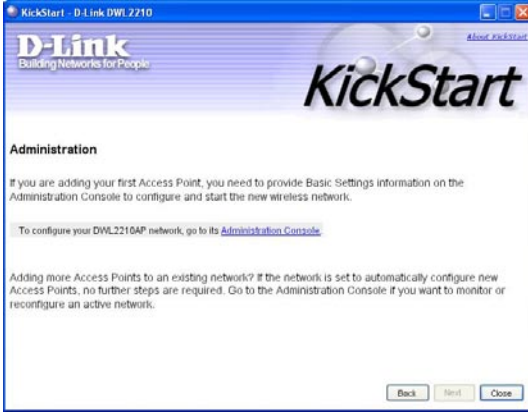 KickStart - D-Link DWL2210
D-Link
Building Networks for People
About KickStart
KickStart
Administration
If you are adding your first Access Point, you need to provide Basic Settings information on the
Administration Console to configure and start the new wireless network.
To configure your DWL2210AP network, go to its Administration Console.
Adding more Access Points to an existing network? If the network is set to automatically configure new
Access Points, no further steps are required. Go to the Administration Console if you want to monitor or
reconfigure an active network.
Back Next Close